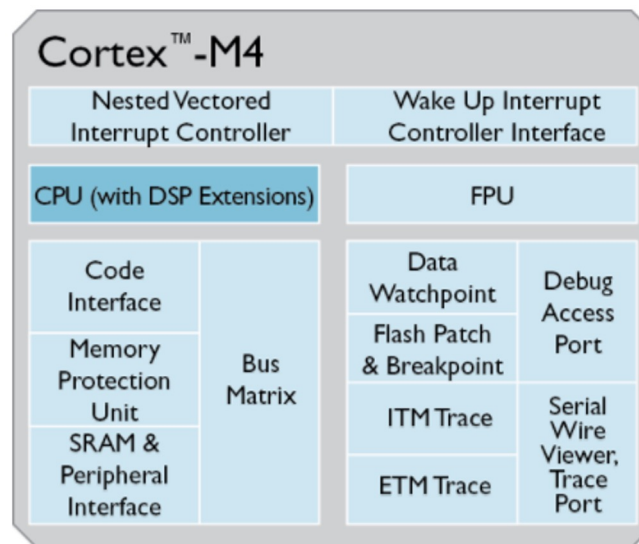 Cortex™-M4
Nested Vectored
Interrupt Controller
Wake Up Interrupt
Controller Interface
CPU (with DSP Extensions)
FPU
Code
Interface
Memory
Protection
Unit
SRAM &
Peripheral
Interface
Bus
Matrix
Data
Watchpoint
Flash Patch
& Breakpoint
ITM Trace
ETM Trace
Debug
Access
Port
Serial
Wire
Viewer,
Trace
Port